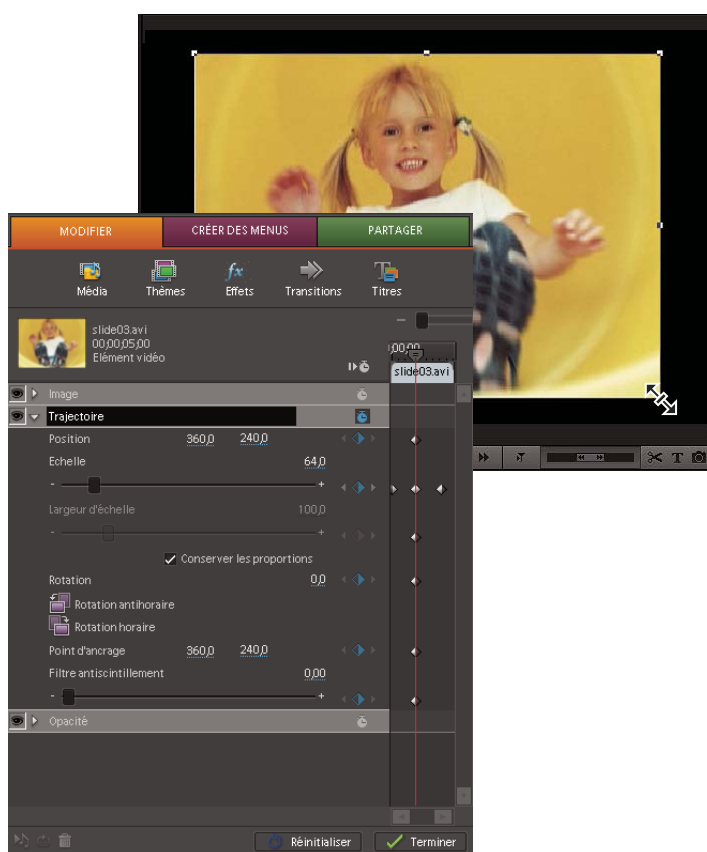 MODIFIER
CRÉER DES MENUS
PARTAGER
Média
Thèmes
Effets
Transitions
Titres
slide03.avi
00;00;05;00
Elément vidéo
slide03.avi
Image
Trajectoire
Position 360,0 240,0
Echelle 64,0
- +
Largeur d'échelle 100,0
- +
Conserver les proportions
Rotation 0,0
Rotation antihoraire
Rotation horaire
Point d'ancrage 360,0 240,0
Filtre antiscintillement 0,00
- +
Opacité
Réinitialiser
Terminer